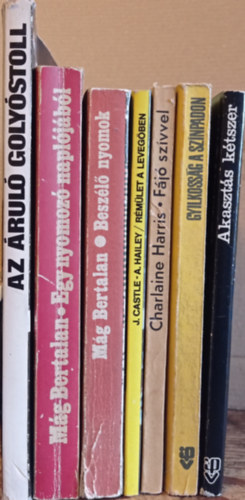 AZ ÁRULÓ GOLYÓSTOLL
Mág Bertalan • Egy nyomozó naplójából
Mág Bertalan • Beszélő nyomok
J. CASTLE - A. HAILEY / RÉMÜLET A LEVEGŐBEN
Charlaine Harris • Fájó szívvel
GYILKOSSÁG A SZÍNPADON
Akasztás kétszer